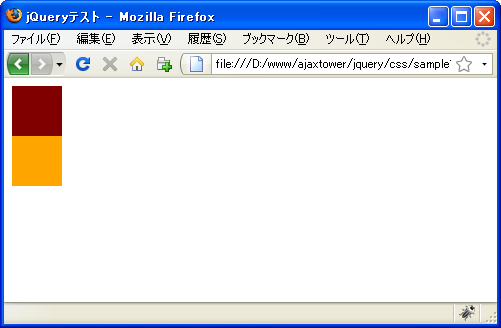 jQueryテスト - Mozilla Firefox
ファイル(F) 編集(E) 表示(V) 履歴(S) ブックマーク(B) ツール(T) ヘルプ(H)
file:///D:/www/ajaxtower/jquery/css/sample